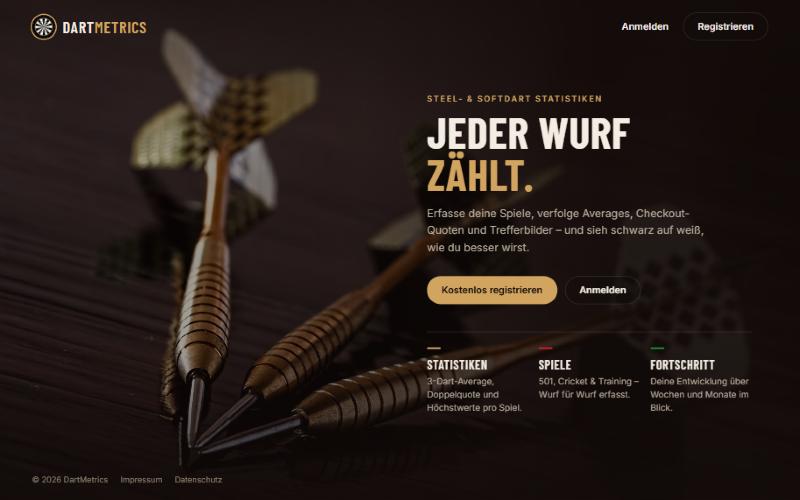 DARTMETRICS
Anmelden
Registrieren
STEEL- & SOFTDART STATISTIKEN
JEDER WURF
ZÄHLT.
Erfasse deine Spiele, verfolge Averages, Checkout-
Quoten und Trefferbilder – und sieh schwarz auf weiß,
wie du besser wirst.
Kostenlos registrieren
Anmelden
STATISTIKEN
3-Dart-Average,
Doppelquote und
Höchstwerte pro Spiel.
SPIELE
501, Cricket & Training –
Wurf für Wurf erfasst.
FORTSCHRITT
Deine Entwicklung über
Wochen und Monate im
Blick.
© 2026 DartMetrics
Impressum
Datenschutz